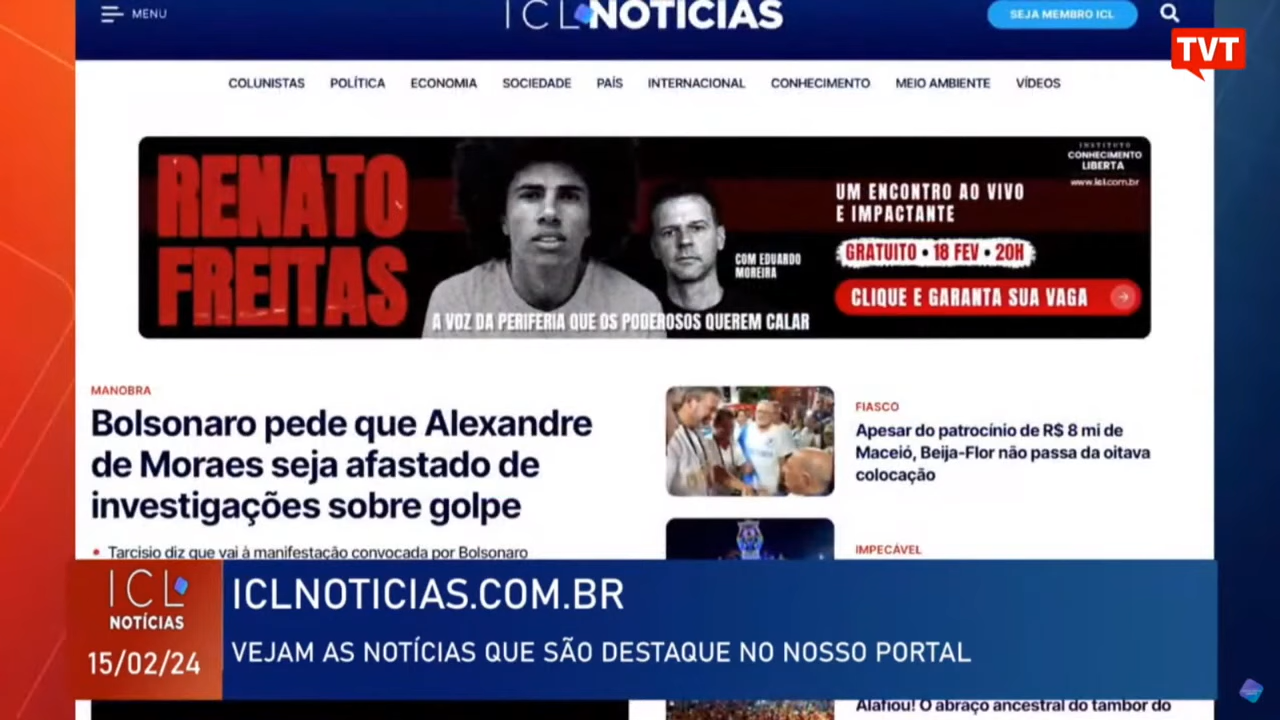 MENU
ICL NOTÍCIAS
SEJA MEMBRO ICL
TVT
COLUNISTAS POLÍTICA ECONOMIA SOCIEDADE PAÍS INTERNACIONAL CONHECIMENTO MEIO AMBIENTE VÍDEOS
RENATO
FREITAS
COM EDUARDO
MOREIRA
A VOZ DA PERIFERIA QUE OS PODEROSOS QUEREM CALAR
UM ENCONTRO AO VIVO
E IMPACTANTE
GRATUITO • 18 FEV • 20H
CLIQUE E GARANTA SUA VAGA
INSTITUTO
CONHECIMENTO
LIBERTA
www.icl.com.br
MANOBRA
Bolsonaro pede que Alexandre
de Moraes seja afastado de
investigações sobre golpe
• Tarcisio diz que vai à manifestação convocada por Bolsonaro
FIASCO
Apesar do patrocínio de R$ 8 mi de
Maceió, Beija-Flor não passa da oitava
colocação
IMPECÁVEL
ICL
NOTÍCIAS
15/02/24
ICLNOTICIAS.COM.BR
VEJAM AS NOTÍCIAS QUE SÃO DESTAQUE NO NOSSO PORTAL
Alafiou! O abraço ancestral do tambor do